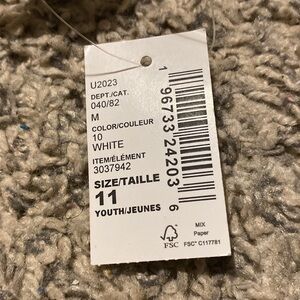 U2023
DEPT./CAT.
040/82
M
COLOR/COULEUR
10
WHITE
ITEM/ÉLÉMENT
3037942
SIZE/TAILLE
11
YOUTH/JEUNES
1 96733 24203 6
FSC
MIX
Paper
FSC® C117781